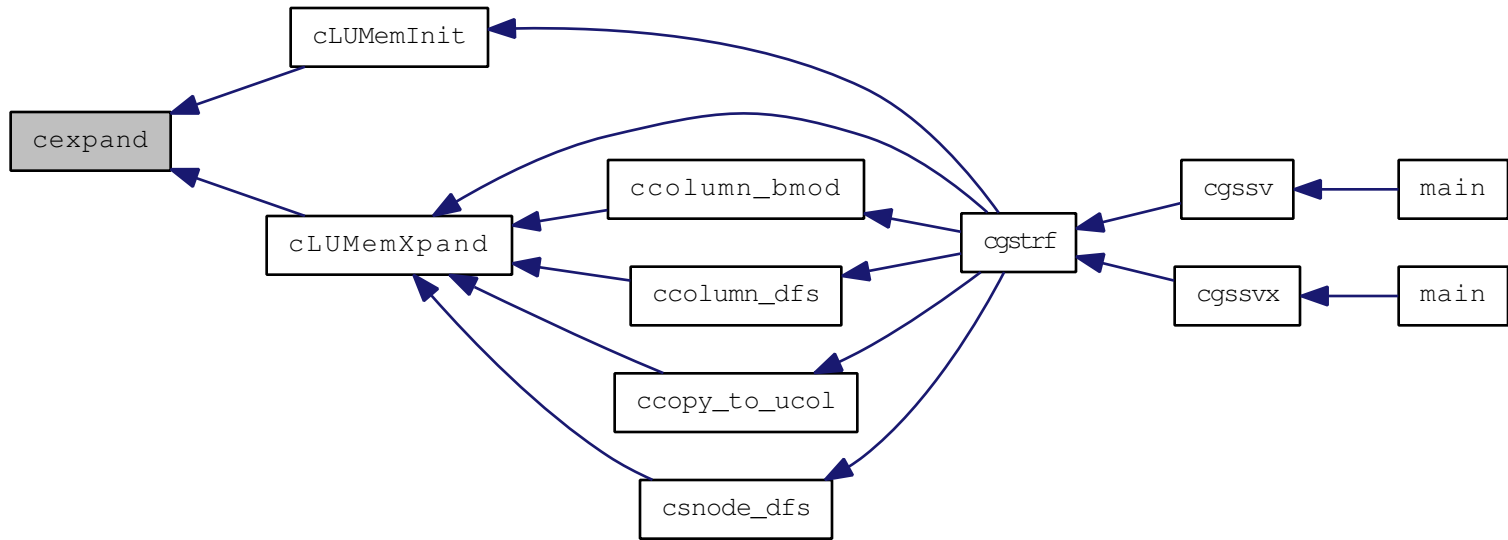 cLUMemInit
cexpand
ccolumn_bmod
cgssv
main
cLUMemXpand
cgstrf
ccolumn_dfs
cgssvx
main
ccopy_to_ucol
csnode_dfs